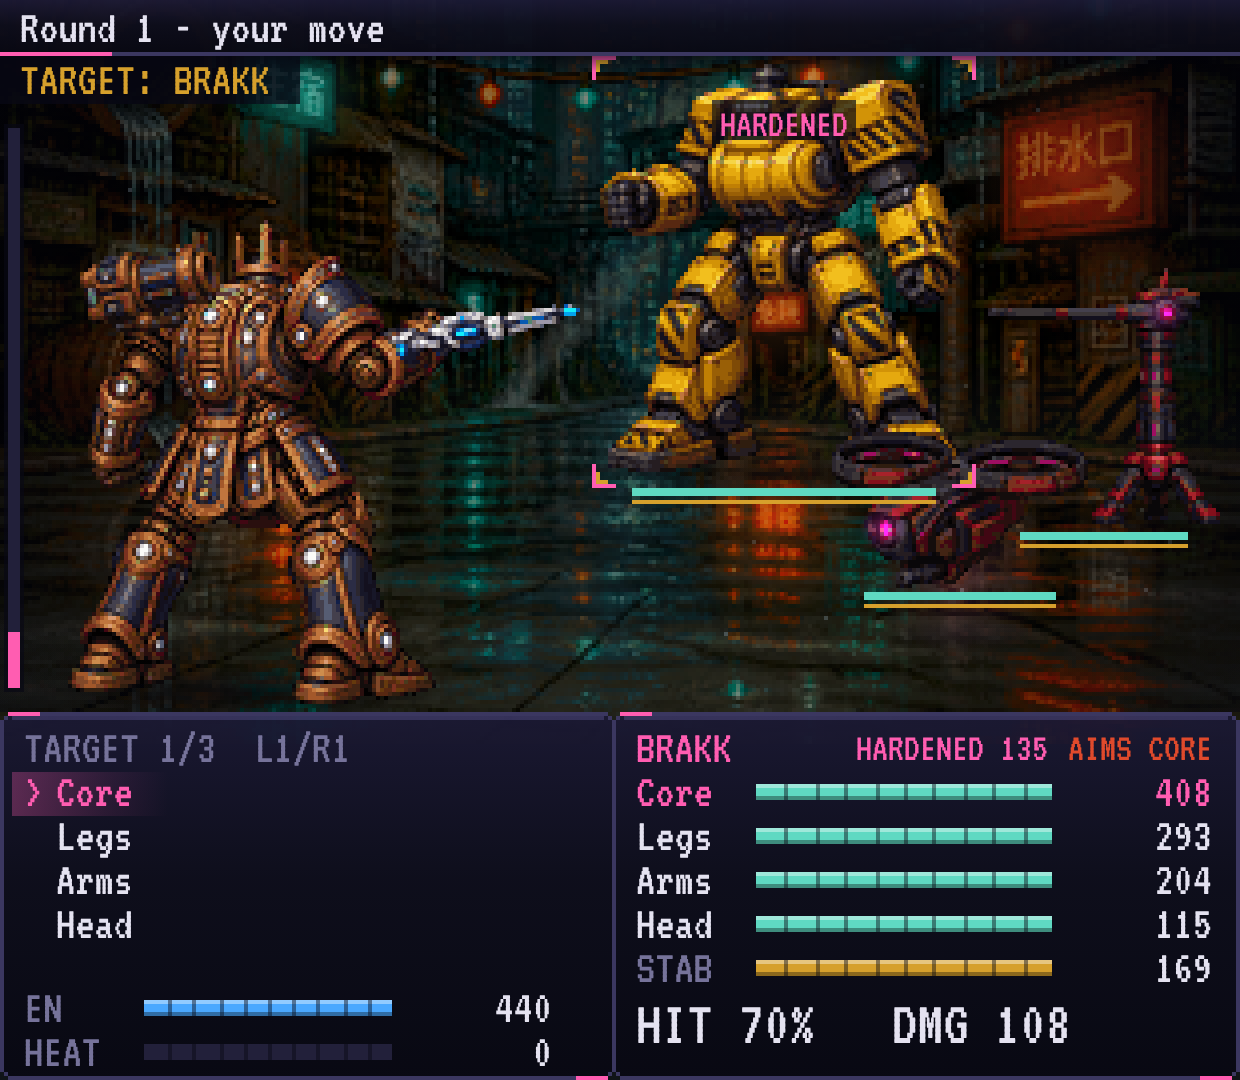 Round 1 - your move
TARGET: BRAKK
HARDENED
排水口
TARGET 1/3 L1/R1
> Core
Legs
Arms
Head
EN 440
HEAT 0
BRAKK HARDENED 135 AIMS CORE
Core 408
Legs 293
Arms 204
Head 115
STAB 169
HIT 70% DMG 108